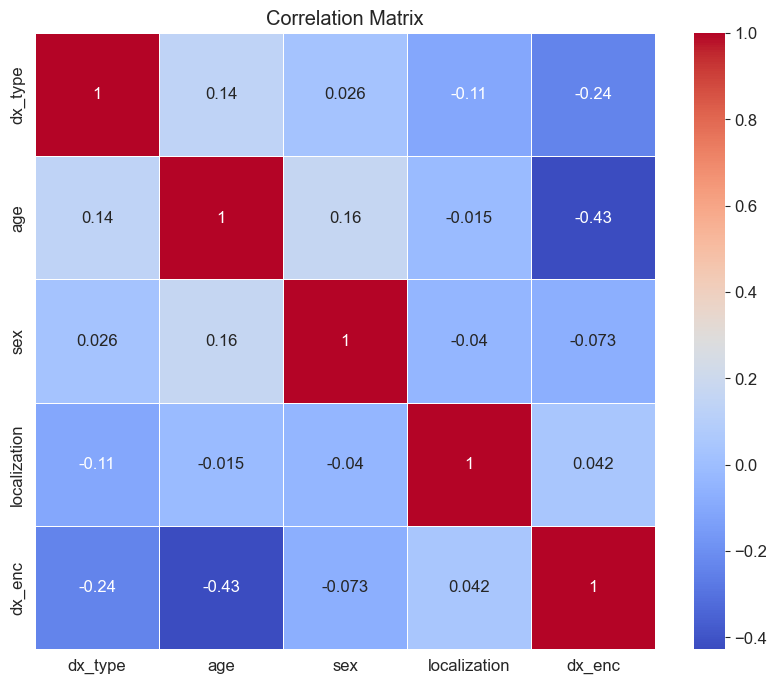 Correlation Matrix
dx_type 1 0.14 0.026 -0.11 -0.24
age 0.14 1 0.16 -0.015 -0.43
sex 0.026 0.16 1 -0.04 -0.073
localization -0.11 -0.015 -0.04 1 0.042
dx_enc -0.24 -0.43 -0.073 0.042 1
dx_type age sex localization dx_enc
1.0
0.8
0.6
0.4
0.2
0.0
−0.2
−0.4